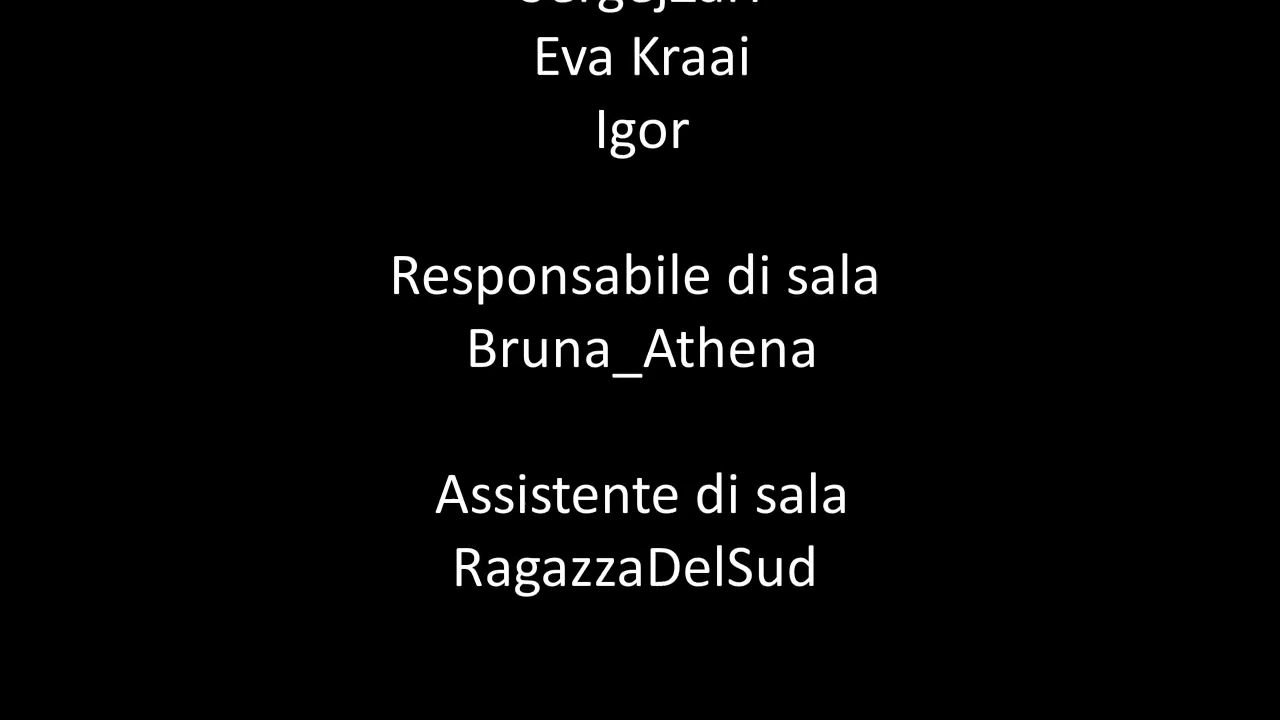 Eva Kraai
Igor
Responsabile di sala
Bruna_Athena
Assistente di sala
RagazzaDelSud